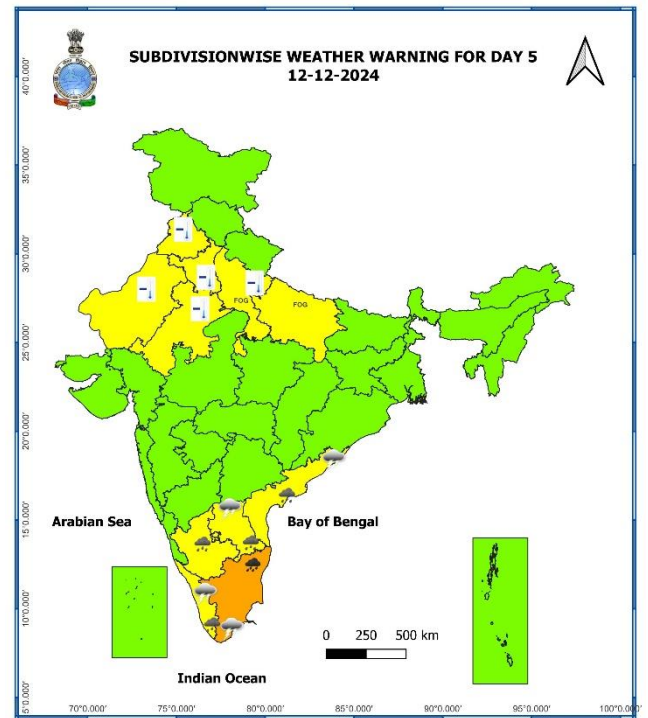 SUBDIVISIONWISE WEATHER WARNING FOR DAY 5
12-12-2024
40°0.000'
35°0.000'
30°0.000'
25°0.000'
20°0.000'
15°0.000'
10°0.000'
5°0.000'
FOG
FOG
Arabian Sea
Bay of Bengal
0 250 500 km
Indian Ocean
70°0.000' 75°0.000' 80°0.000' 85°0.000' 90°0.000' 95°0.000' 100°0.000'